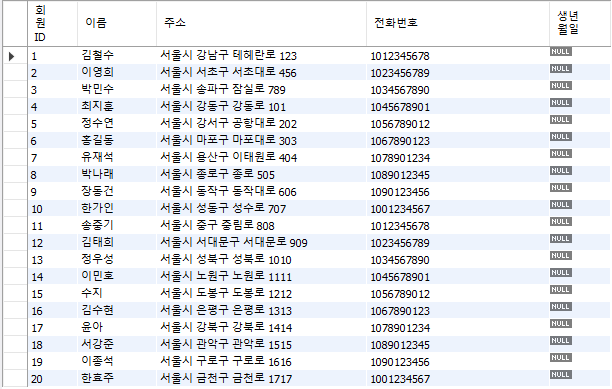 회원ID 이름 주소 전화번호 생년월일
1 김철수 서울시 강남구 테헤란로 123 1012345678 NULL
2 이영희 서울시 서초구 서초대로 456 1023456789 NULL
3 박민수 서울시 송파구 잠실로 789 1034567890 NULL
4 최지훈 서울시 강동구 강동로 101 1045678901 NULL
5 정수연 서울시 강서구 공항대로 202 1056789012 NULL
6 홍길동 서울시 마포구 마포대로 303 1067890123 NULL
7 유재석 서울시 용산구 이태원로 404 1078901234 NULL
8 박나래 서울시 종로구 종로 505 1089012345 NULL
9 장동건 서울시 동작구 동작대로 606 1090123456 NULL
10 한가인 서울시 성동구 성수로 707 1001234567 NULL
11 송중기 서울시 중구 중림로 808 1012345678 NULL
12 김태희 서울시 서대문구 서대문로 909 1023456789 NULL
13 정우성 서울시 성북구 성북로 1010 1034567890 NULL
14 이민호 서울시 노원구 노원로 1111 1045678901 NULL
15 수지 서울시 도봉구 도봉로 1212 1056789012 NULL
16 김수현 서울시 은평구 은평로 1313 1067890123 NULL
17 윤아 서울시 강북구 강북로 1414 1078901234 NULL
18 서강준 서울시 관악구 관악로 1515 1089012345 NULL
19 이종석 서울시 구로구 구로로 1616 1090123456 NULL
20 한효주 서울시 금천구 금천로 1717 1001234567 NULL